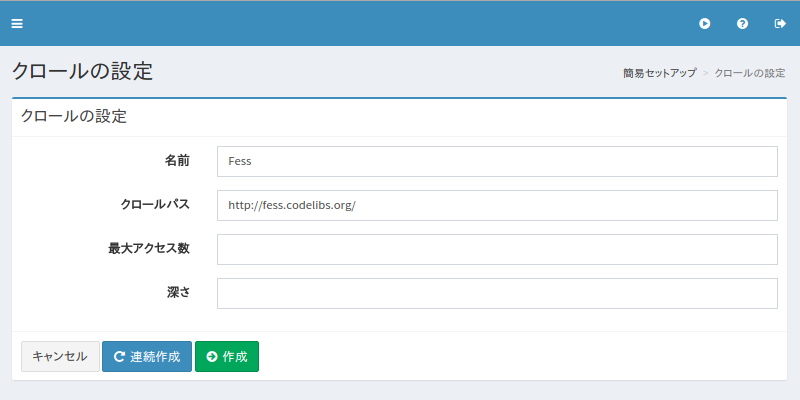 クロールの設定
簡易セットアップ > クロールの設定
クロールの設定
名前 Fess
クロールパス http://fess.codelibs.org/
最大アクセス数
深さ
キャンセル 連続作成 作成